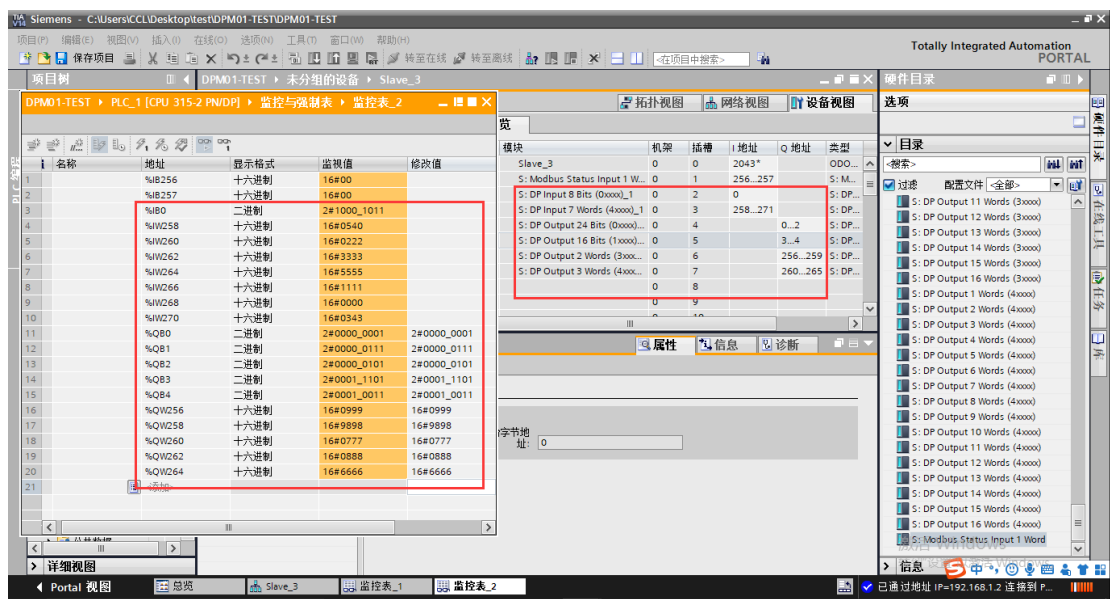 Siemens - C:\Users\CCL\Desktop\test\DPM01-TEST\DPM01-TEST
项目(P) 编辑(E) 视图(V) 插入(I) 在线(O) 选项(N) 工具(T) 窗口(W) 帮助(H)
Totally Integrated Automation
PORTAL
保存项目
转至在线 转至离线
<在项目中搜索>
项目树
DPM01-TEST ▸ 未分组的设备 ▸ Slave_3
硬件目录
DPM01-TEST ▸ PLC_1 [CPU 315-2 PN/DP] ▸ 监控与强制表 ▸ 监控表_2
拓扑视图 网络视图 设备视图
选项
i 名称 地址 显示格式 监视值 修改值
1 %IB256 十六进制 16#00
2 %IB257 十六进制 16#00
3 %IB0 二进制 2#1000_1011
4 %IW258 十六进制 16#0540
5 %IW260 十六进制 16#0222
6 %IW262 十六进制 16#3333
7 %IW264 十六进制 16#5555
8 %IW266 十六进制 16#1111
9 %IW268 十六进制 16#0000
10 %IW270 十六进制 16#0343
11 %QB0 二进制 2#0000_0001 2#0000_0001
12 %QB1 二进制 2#0000_0111 2#0000_0111
13 %QB2 二进制 2#0000_0101 2#0000_0101
14 %QB3 二进制 2#0001_1101 2#0001_1101
15 %QB4 二进制 2#0001_0011 2#0001_0011
16 %QW256 十六进制 16#0999 16#0999
17 %QW258 十六进制 16#9898 16#9898
18 %QW260 十六进制 16#0777 16#0777
19 %QW262 十六进制 16#0888 16#0888
20 %QW264 十六进制 16#6666 16#6666
21 <添加>
览
模块 机架 插槽 I 地址 Q 地址 类型
Slave_3 0 0 2043* ODO...
S: Modbus Status Input 1 W... 0 1 256...257 S: M...
S: DP Input 8 Bits (0xxxx)_1 0 2 0 S: DP...
S: DP Input 7 Words (4xxxx)_1 0 3 258...271 S: DP...
S: DP Output 24 Bits (0xxxx)... 0 4 0...2 S: DP...
S: DP Output 16 Bits (1xxxx)... 0 5 3...4 S: DP...
S: DP Output 2 Words (3xxx... 0 6 256...259 S: DP...
S: DP Output 3 Words (4xxx... 0 7 260...265 S: DP...
0 8
0 9
属性 信息 诊断
字节地
址: 0
目录
<搜索>
过滤 配置文件 <全部>
S: DP Output 11 Words (3xxxx)
S: DP Output 12 Words (3xxxx)
S: DP Output 13 Words (3xxxx)
S: DP Output 14 Words (3xxxx)
S: DP Output 15 Words (3xxxx)
S: DP Output 16 Words (3xxxx)
S: DP Output 1 Words (4xxxx)
S: DP Output 2 Words (4xxxx)
S: DP Output 3 Words (4xxxx)
S: DP Output 4 Words (4xxxx)
S: DP Output 5 Words (4xxxx)
S: DP Output 6 Words (4xxxx)
S: DP Output 7 Words (4xxxx)
S: DP Output 8 Words (4xxxx)
S: DP Output 9 Words (4xxxx)
S: DP Output 10 Words (4xxxx)
S: DP Output 11 Words (4xxxx)
S: DP Output 12 Words (4xxxx)
S: DP Output 13 Words (4xxxx)
S: DP Output 14 Words (4xxxx)
S: DP Output 15 Words (4xxxx)
S: DP Output 16 Words (4xxxx)
S: Modbus Status Input 1 Word
激活 Windows
信息
硬件目录
在线工具
任务
库
详细视图
Portal 视图 总览 Slave_3 监控表_1 监控表_2
已通过地址 IP=192.168.1.2 连接到 P...